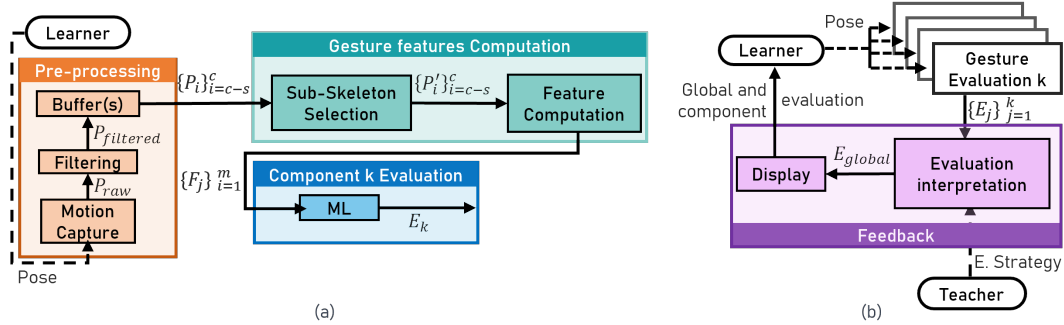 Learner
Pre-processing
Buffer(s)
P_filtered
Filtering
P_raw
Motion
Capture
Pose
Gesture features Computation
{P_i}^c_{i=c-s}
Sub-Skeleton
Selection
{P'_i}^c_{i=c-s}
Feature
Computation
{F_j}^m_{i=1}
Component k Evaluation
ML
E_k
(a)
Pose
Learner
Gesture
Evaluation k
Global and
component
evaluation
{E_j}^k_{j=1}
E_global
Display
Evaluation
interpretation
Feedback
E. Strategy
Teacher
(b)